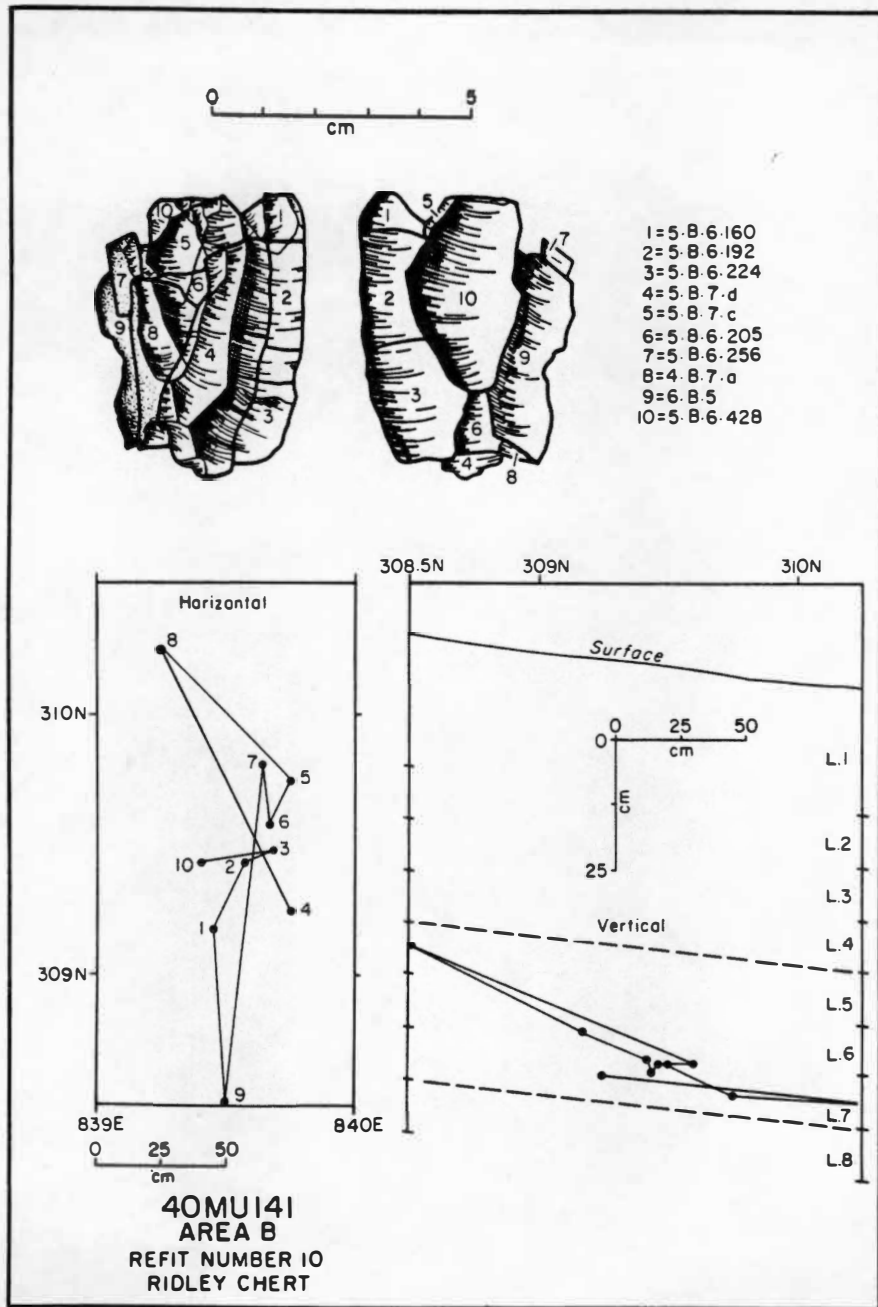 0 5
cm
10 1 1
5
7 6 2
9 8 4
3
1 5
7
2 10
9
3
6
4 8
1=5·B·6·160
2=5·B·6·192
3=5·B·6·224
4=5·B·7·d
5=5·B·7·c
6=5·B·6·205
7=5·B·6·256
8=4·B·7·a
9=6·B·5
10=5·B·6·428
Horizontal
8
310N
7 5
6
3
10 2
4
1
309N
9
839E 840E
0 25 50
cm
308.5N 309N 310N
Surface
0 25 50
cm
0
cm
25
Vertical
L.1
L.2
L.3
L.4
L.5
L.6
L.7
L.8
40MU141
AREA B
REFIT NUMBER 10
RIDLEY CHERT